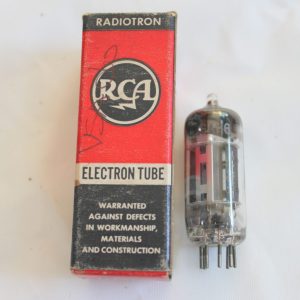 RADIOTRON
RCA
ELECTRON TUBE
WARRANTED
AGAINST DEFECTS
IN WORKMANSHIP,
MATERIALS
AND CONSTRUCTION